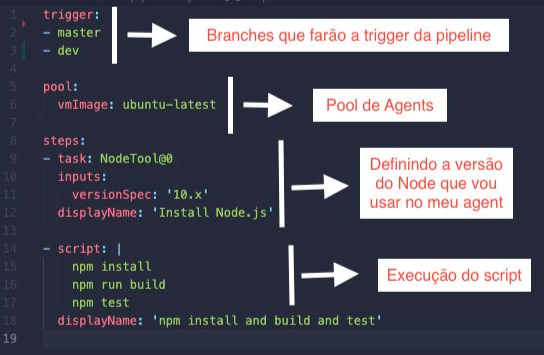 1 trigger:
2 - master
3 - dev
Branches que farão a trigger da pipeline
4
5 pool:
6 vmImage: ubuntu-latest
Pool de Agents
7
8 steps:
9 - task: NodeTool@0
10 inputs:
11 versionSpec: '10.x'
12 displayName: 'Install Node.js'
Definindo a versão
do Node que vou
usar no meu agent
13
14 - script: |
15 npm install
16 npm run build
17 npm test
18 displayName: 'npm install and build and test'
Execução do script
19